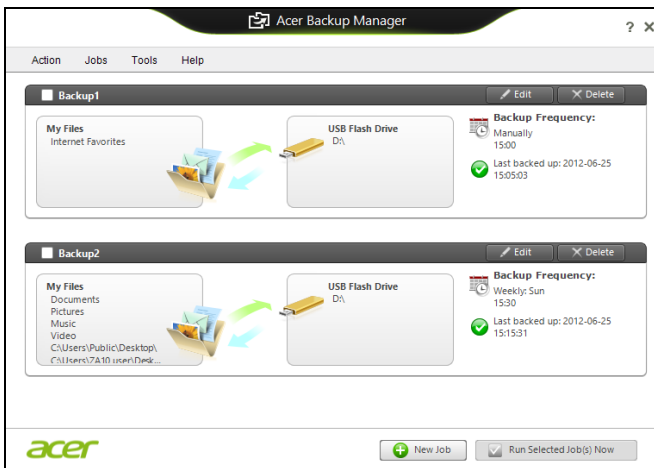 Acer Backup Manager
? X
Action Jobs Tools Help
Backup1 Edit Delete
My Files
Internet Favorites
USB Flash Drive
D:\
Backup Frequency:
Manually
15:00
Last backed up: 2012-06-25
15:05:03
Backup2 Edit Delete
My Files
Documents
Pictures
Music
Video
C:\Users\Public\Desktop\
C:\Users\ZA10 user\Desk...
USB Flash Drive
D:\
Backup Frequency:
Weekly: Sun
15:30
Last backed up: 2012-06-25
15:15:31
acer
New Job
Run Selected Job(s) Now